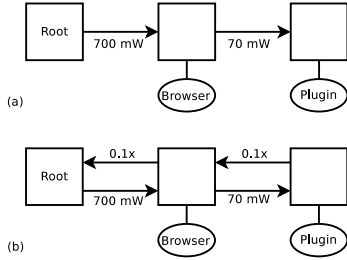 Root
700 mW
70 mW
Browser
Plugin
(a)
0.1x
0.1x
Root
700 mW
70 mW
Browser
Plugin
(b)